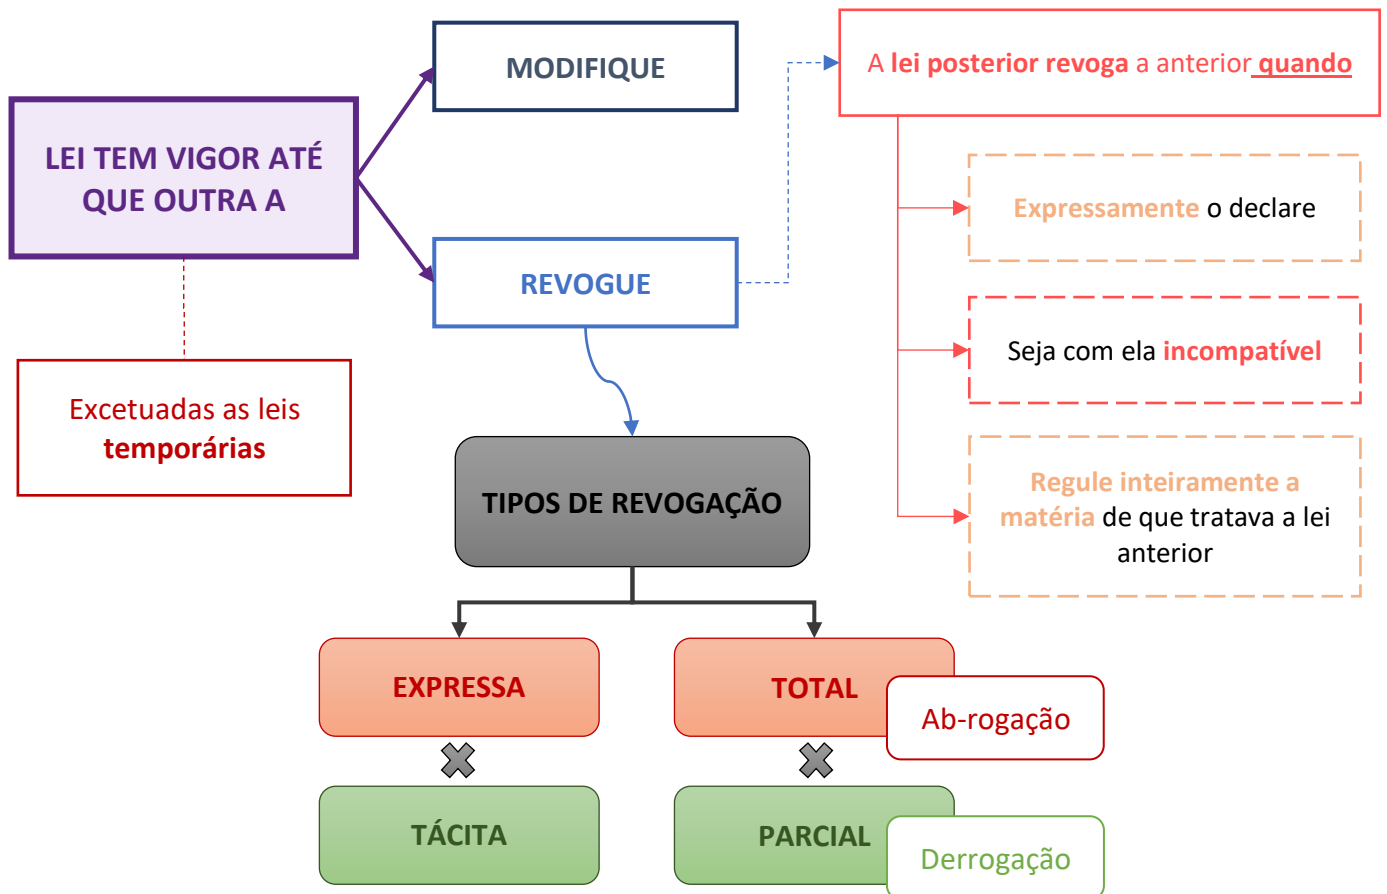 MODIFIQUE
A lei posterior revoga a anterior quando
LEI TEM VIGOR ATÉ
QUE OUTRA A
Expressamente o declare
REVOGUE
Seja com ela incompatível
Excetuadas as leis
temporárias
TIPOS DE REVOGAÇÃO
Regule inteiramente a
matéria de que tratava a lei
anterior
EXPRESSA
TOTAL
Ab-rogação
TÁCITA
PARCIAL
Derrogação